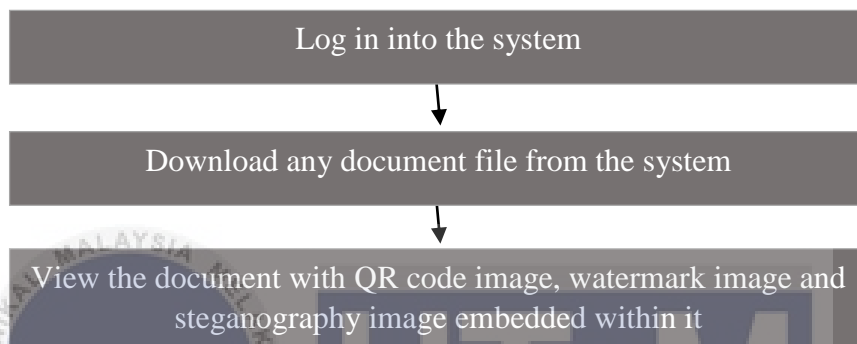 Log in into the system
Download any document file from the system
MALAYSIA
View the document with QR code image, watermark image and
steganography image embedded within it